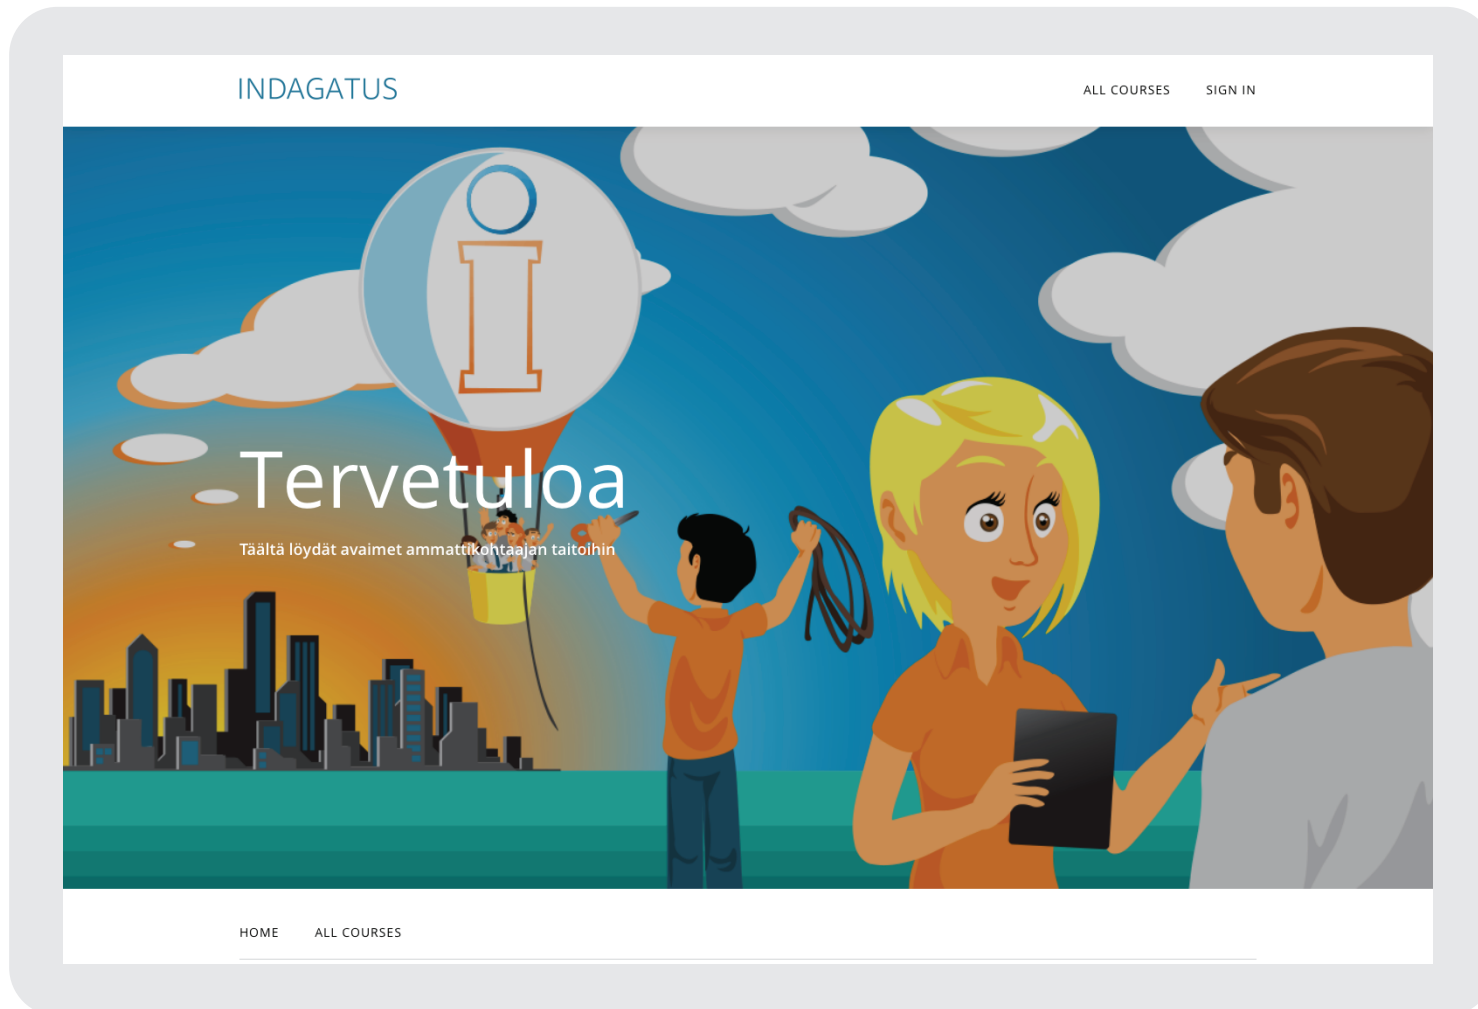 INDAGATUS
ALL COURSES SIGN IN
i
Tervetuloa
Täältä löydät avaimet ammattikohtaajan taitoihin
HOME ALL COURSES